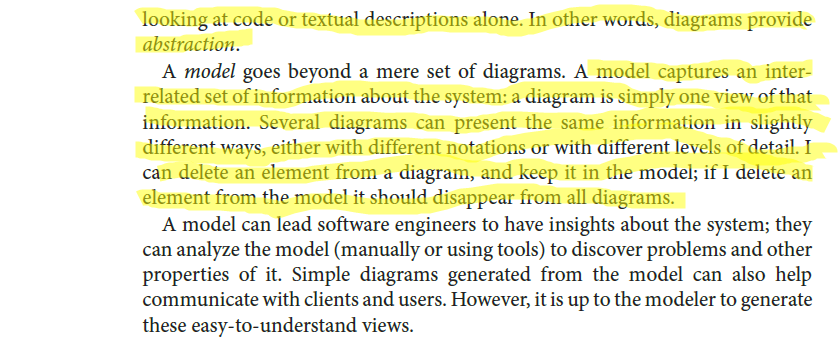 looking at code or textual descriptions alone. In other words, diagrams provide
abstraction.
A model goes beyond a mere set of diagrams. A model captures an inter-
related set of information about the system: a diagram is simply one view of that
information. Several diagrams can present the same information in slightly
different ways, either with different notations or with different levels of detail. I
can delete an element from a diagram, and keep it in the model; if I delete an
element from the model it should disappear from all diagrams.
A model can lead software engineers to have insights about the system; they
can analyze the model (manually or using tools) to discover problems and other
properties of it. Simple diagrams generated from the model can also help
communicate with clients and users. However, it is up to the modeler to generate
these easy-to-understand views.